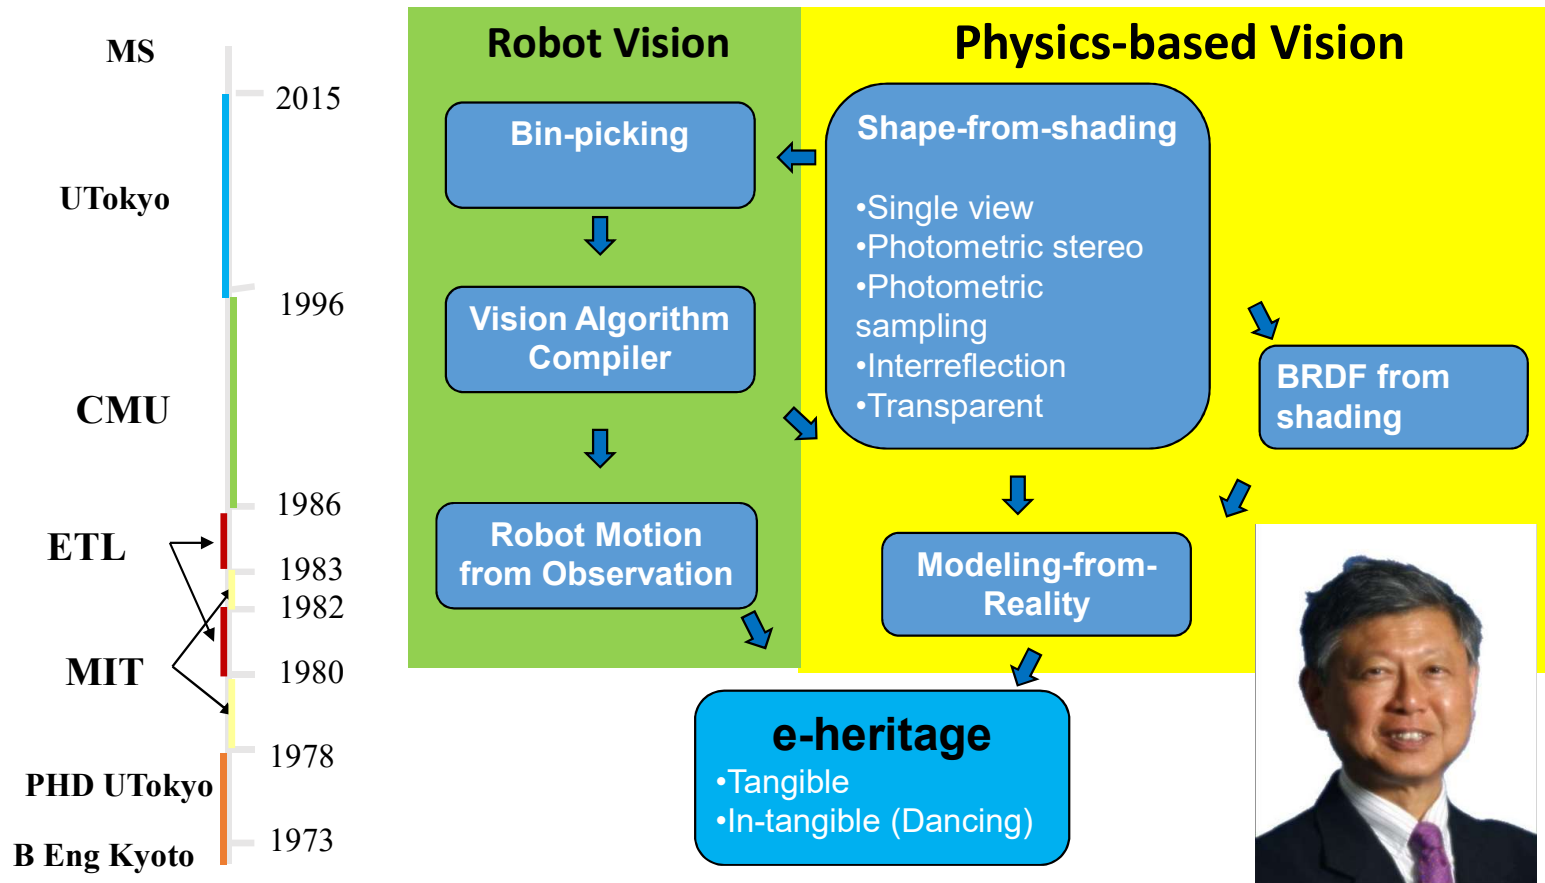 MS
2015
UTokyo
1996
CMU
1986
ETL
1983
1982
MIT
1980
1978
PHD UTokyo
1973
B Eng Kyoto
Robot Vision
Bin-picking
Vision Algorithm
Compiler
Robot Motion
from Observation
Physics-based Vision
Shape-from-shading
•Single view
•Photometric stereo
•Photometric
sampling
•Interreflection
•Transparent
BRDF from
shading
Modeling-from-
Reality
e-heritage
•Tangible
•In-tangible (Dancing)